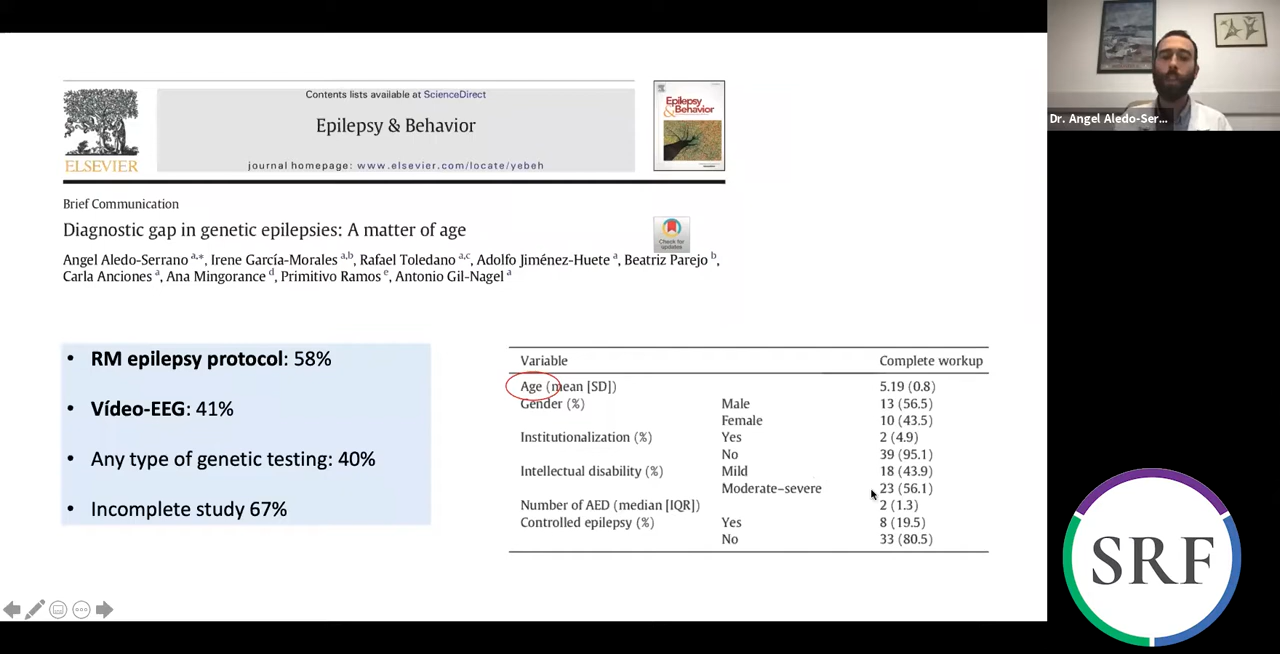 Contents lists available at ScienceDirect
Epilepsy & Behavior
journal homepage: www.elsevier.com/locate/yebeh
ELSEVIER
Epilepsy
& Behavior
Brief Communication
Diagnostic gap in genetic epilepsies: A matter of age
Check for
updates
Angel Aledo-Serrano a,*, Irene García-Morales a,b, Rafael Toledano a,c, Adolfo Jiménez-Huete a, Beatriz Parejo b,
Carla Anciones a, Ana Mingorance d, Primitivo Ramos e, Antonio Gil-Nagel a
• RM epilepsy protocol: 58%
• Vídeo-EEG: 41%
• Any type of genetic testing: 40%
• Incomplete study 67%
Variable Complete workup
Age (mean [SD]) 5.19 (0.8)
Gender (%) Male 13 (56.5)
Female 10 (43.5)
Institutionalization (%) Yes 2 (4.9)
No 39 (95.1)
Intellectual disability (%) Mild 18 (43.9)
Moderate–severe 23 (56.1)
Number of AED (median [IQR]) 2 (1.3)
Controlled epilepsy (%) Yes 8 (19.5)
No 33 (80.5)
Dr. Angel Aledo-Ser...
SRF